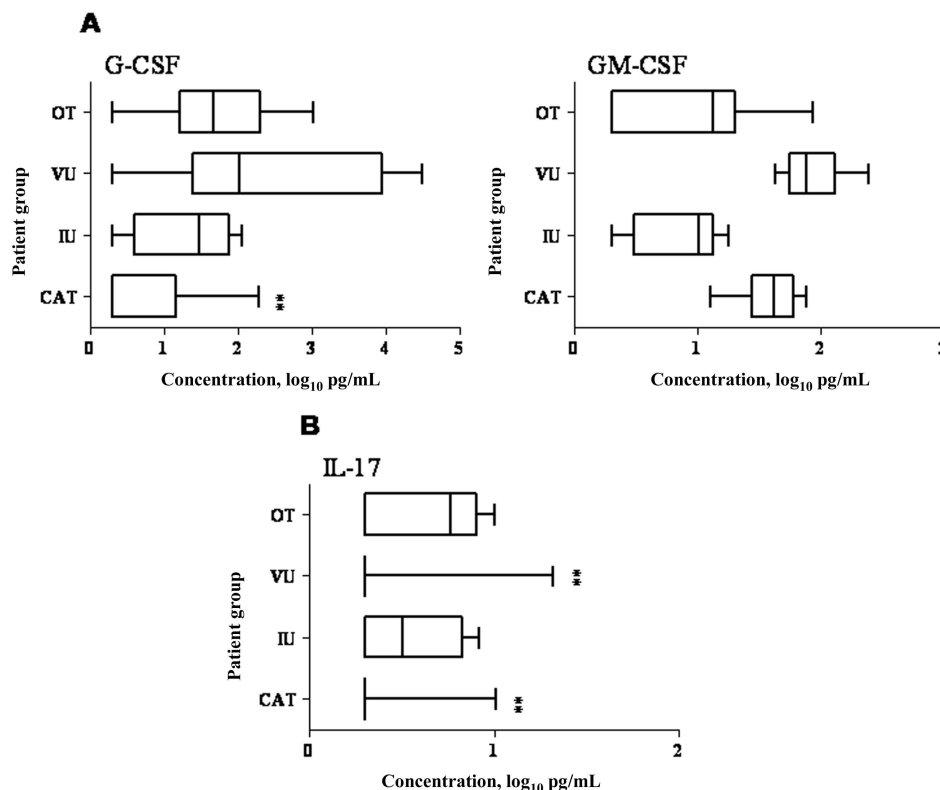 A
G-CSF
OT
VU
IU
CAT
**
Patient group
0 1 2 3 4 5
Concentration, log₁₀ pg/mL
GM-CSF
OT
VU
IU
CAT
Patient group
1 2 3
Concentration, log₁₀ pg/mL
B
IL-17
OT
VU
**
IU
CAT
**
Patient group
0 1 2
Concentration, log₁₀ pg/mL